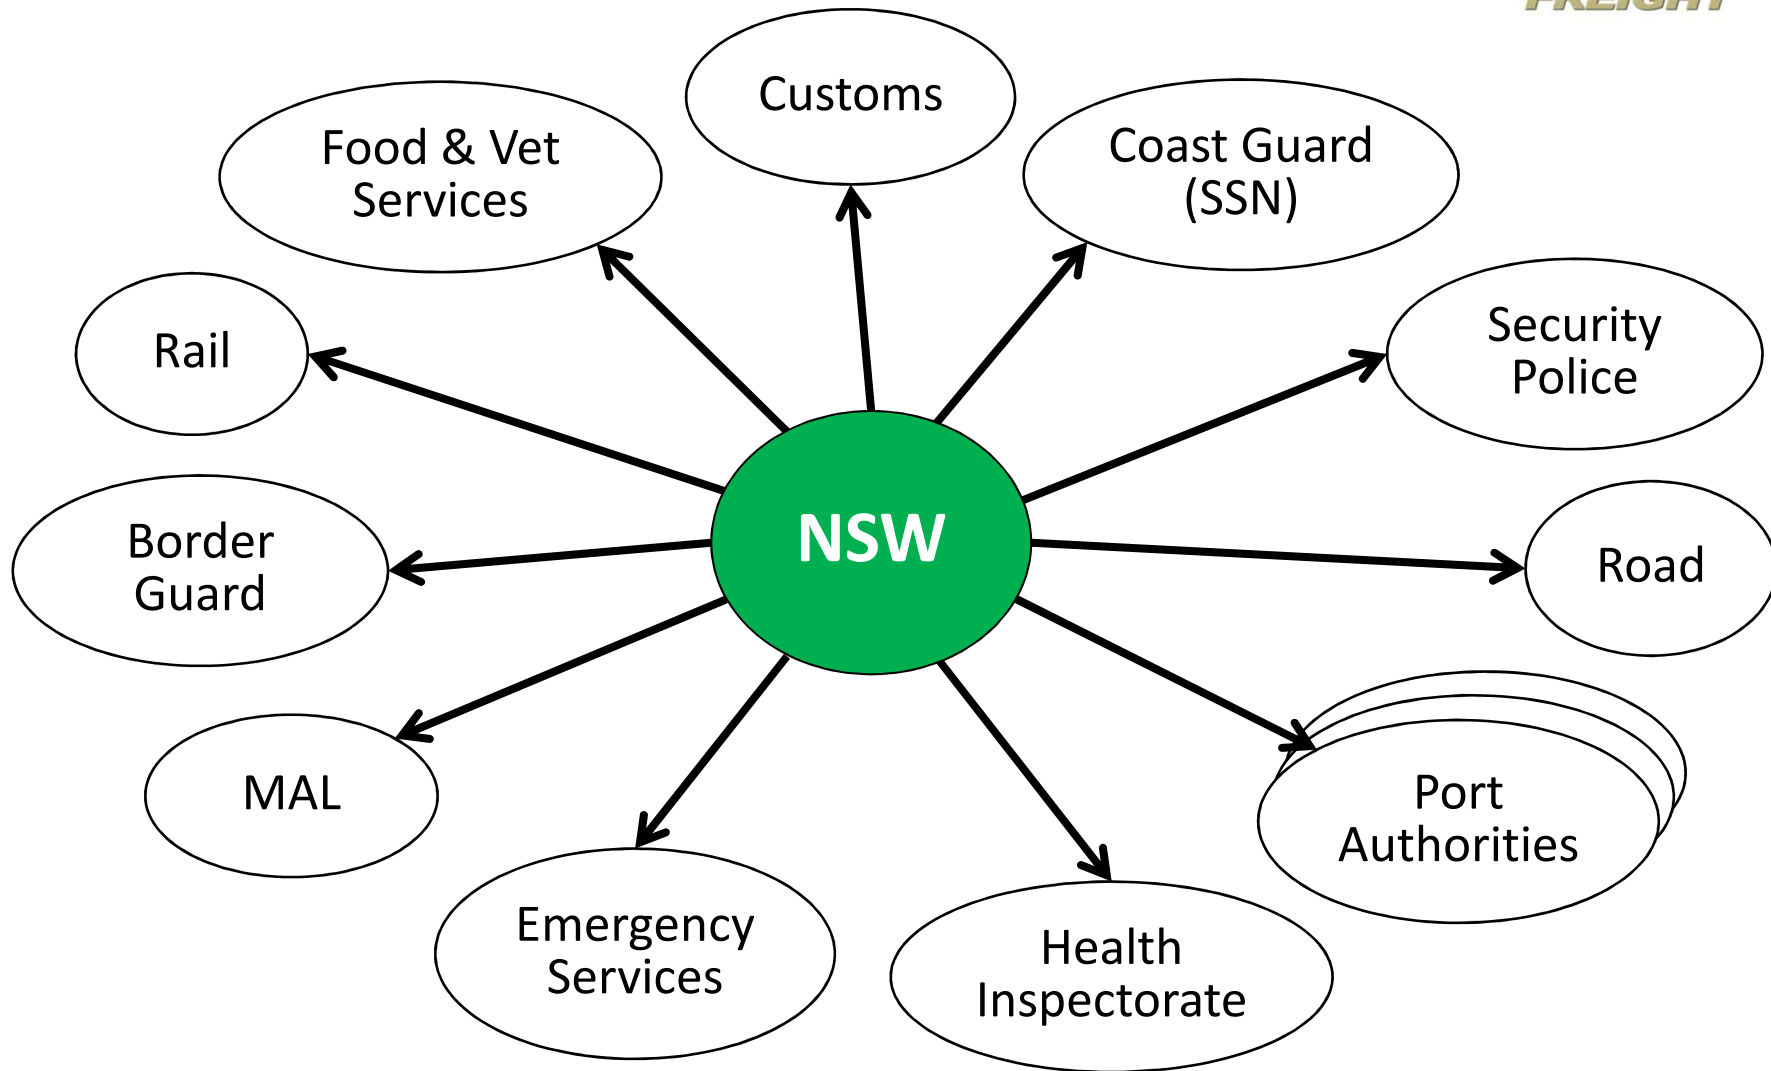 FREIGHT
Customs
Food & Vet
Services
Coast Guard
(SSN)
Rail
Security
Police
NSW
Border
Guard
Road
MAL
Port
Authorities
Emergency
Services
Health
Inspectorate